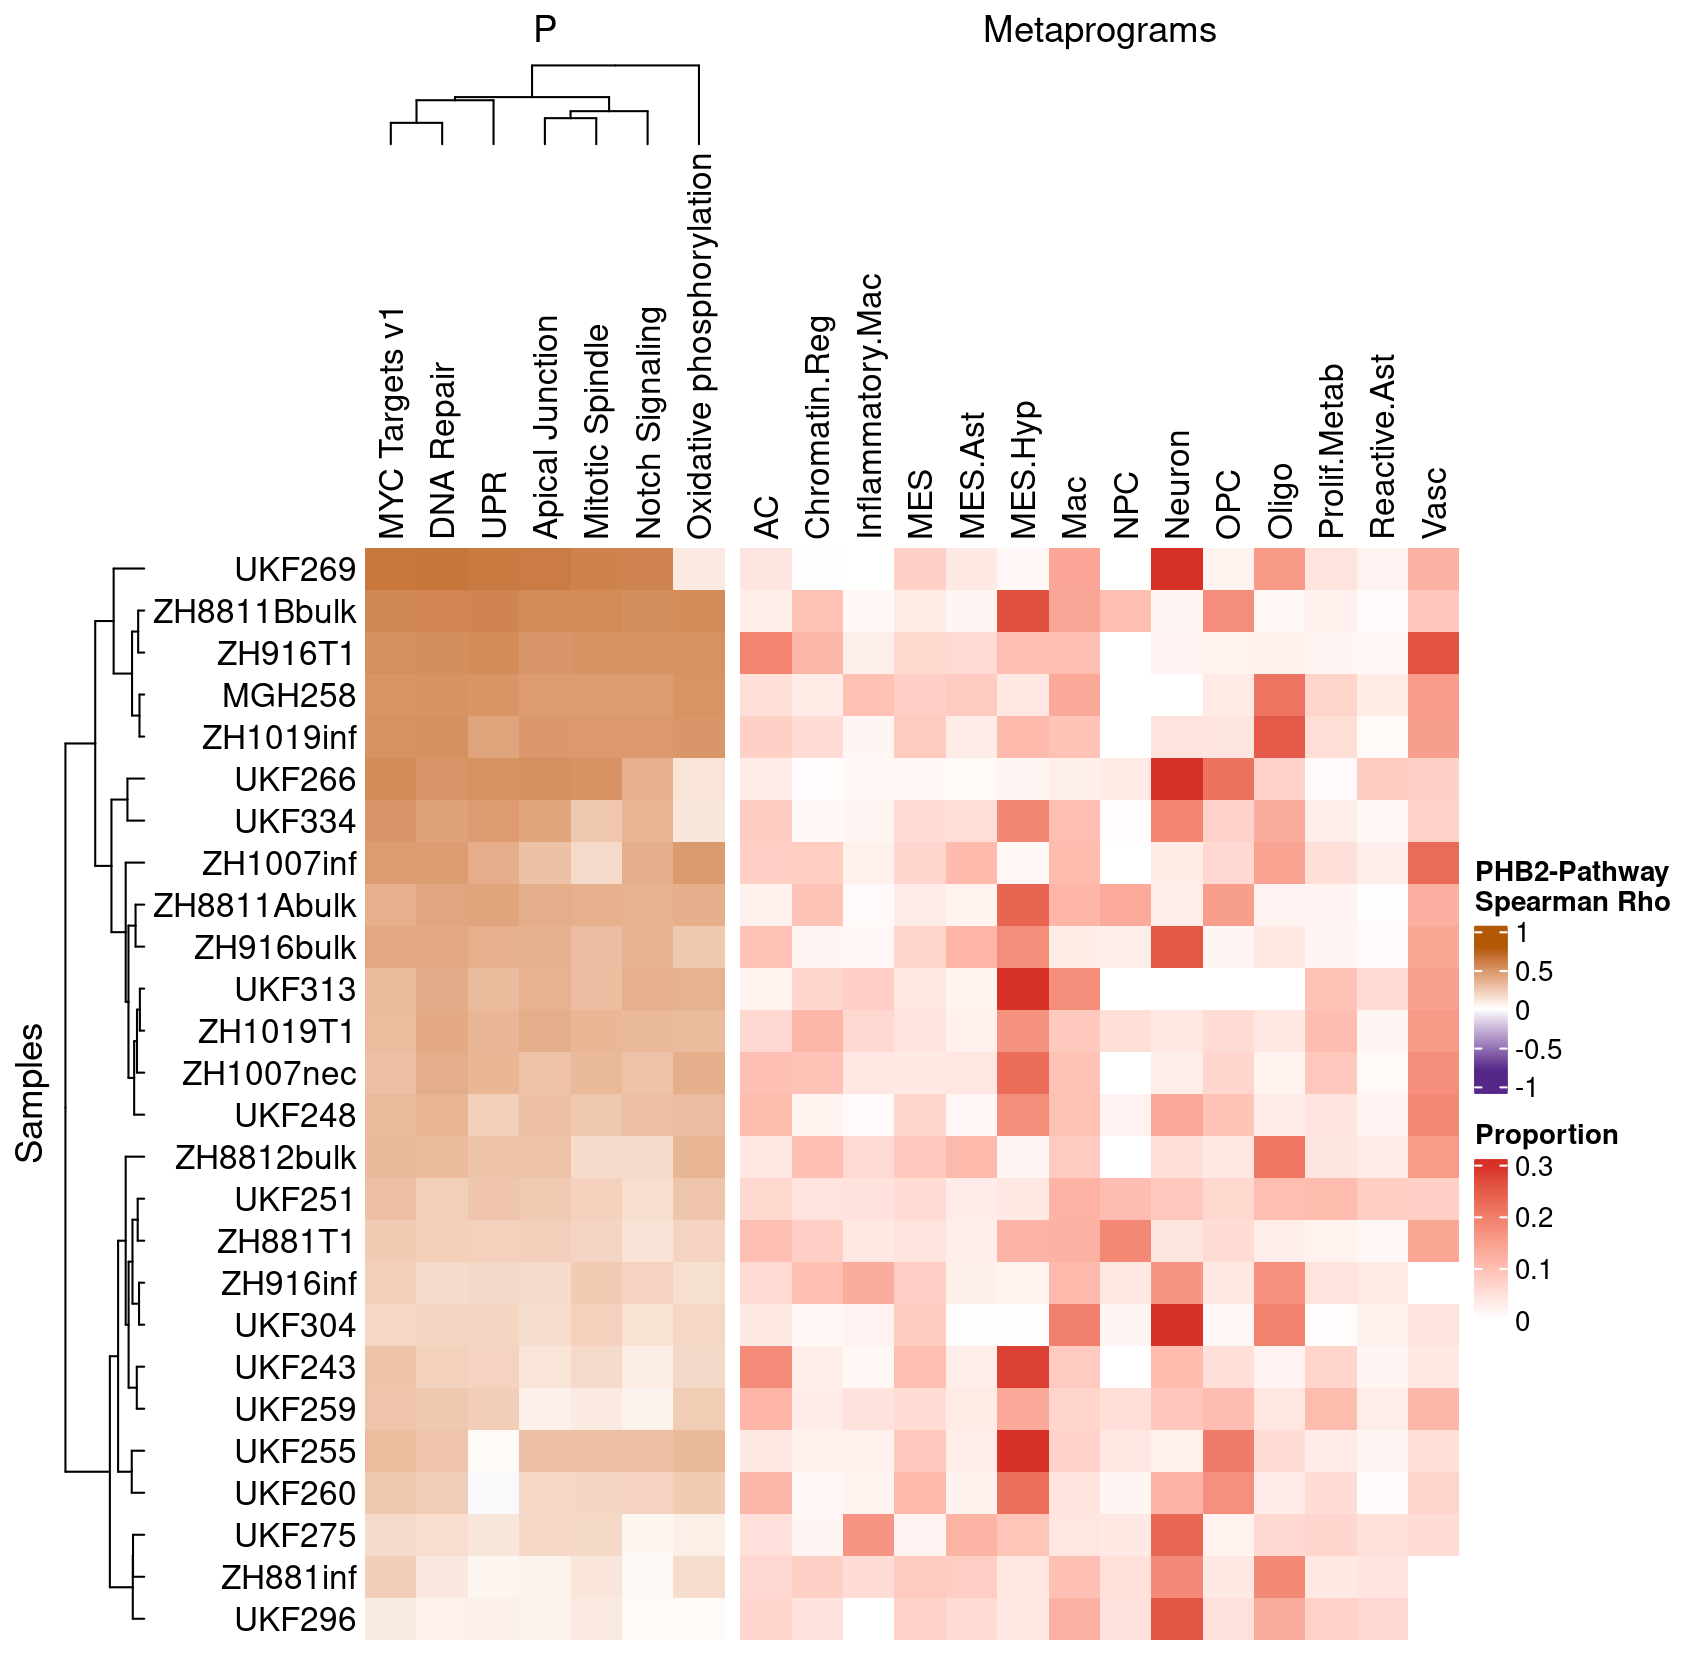 P
Metaprograms
MYC Targets v1
DNA Repair
UPR
Apical Junction
Mitotic Spindle
Notch Signaling
Oxidative phosphorylation
AC
Chromatin.Reg
Inflammatory.Mac
MES
MES.Ast
MES.Hyp
Mac
NPC
Neuron
OPC
Oligo
Prolif.Metab
Reactive.Ast
Vasc
Samples
UKF269
ZH8811Bbulk
ZH916T1
MGH258
ZH1019inf
UKF266
UKF334
ZH1007inf
ZH8811Abulk
ZH916bulk
UKF313
ZH1019T1
ZH1007nec
UKF248
ZH8812bulk
UKF251
ZH881T1
ZH916inf
UKF304
UKF243
UKF259
UKF255
UKF260
UKF275
ZH881inf
UKF296
PHB2-Pathway
Spearman Rho
1
0.5
0
-0.5
-1
Proportion
0.3
0.2
0.1
0